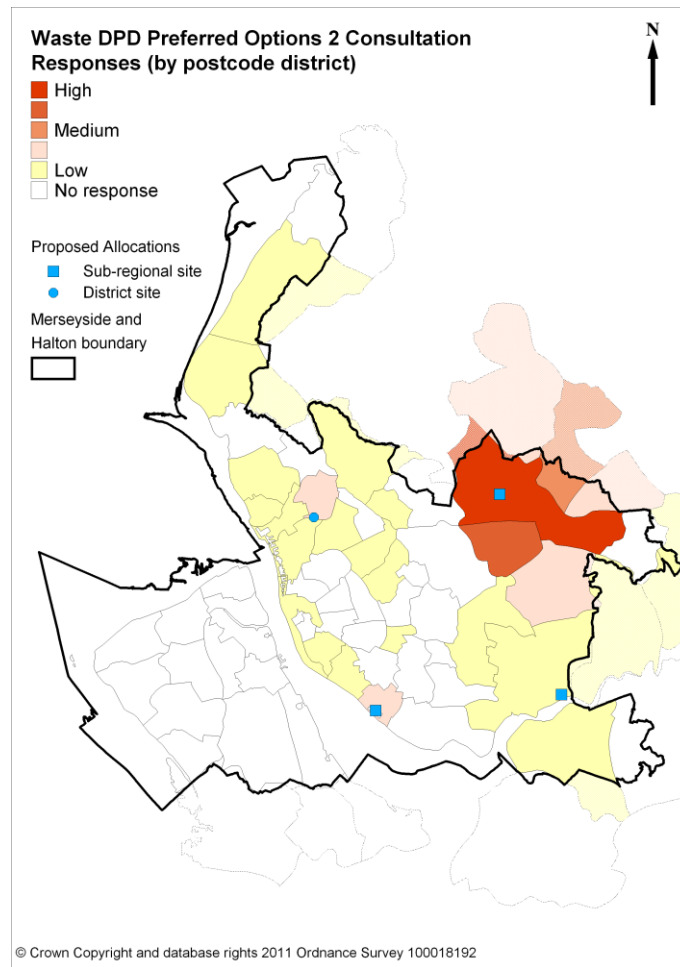 Waste DPD Preferred Options 2 Consultation
Responses (by postcode district)
N
High
Medium
Low
No response
Proposed Allocations
Sub-regional site
District site
Merseyside and
Halton boundary
© Crown Copyright and database rights 2011 Ordnance Survey 100018192